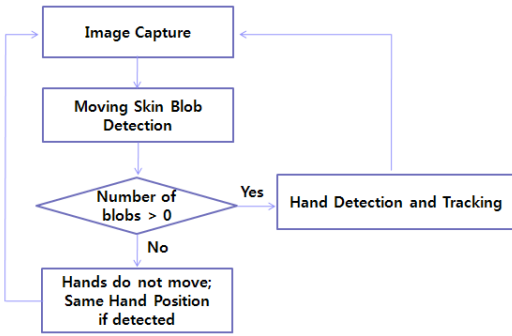 Image Capture
Moving Skin Blob
Detection
Number of
blobs > 0
Yes
Hand Detection and Tracking
No
Hands do not move;
Same Hand Position
if detected